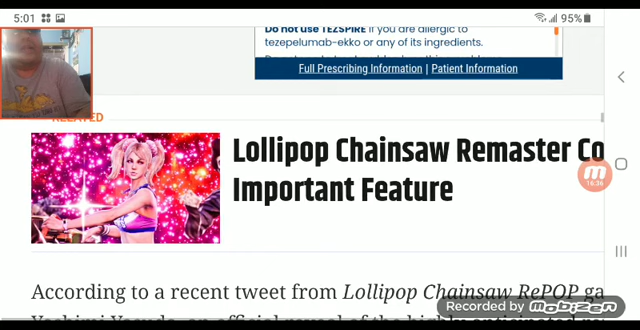 5:01
95%
Do not use TEZSPIRE if you are allergic to
tezepelumab-ekko or any of its ingredients.
Full Prescribing Information | Patient Information
RELATED
Lollipop Chainsaw Remaster Co
Important Feature
16:36
According to a recent tweet from Lollipop Chainsaw RePOP ga
Recorded by MOBIZEN